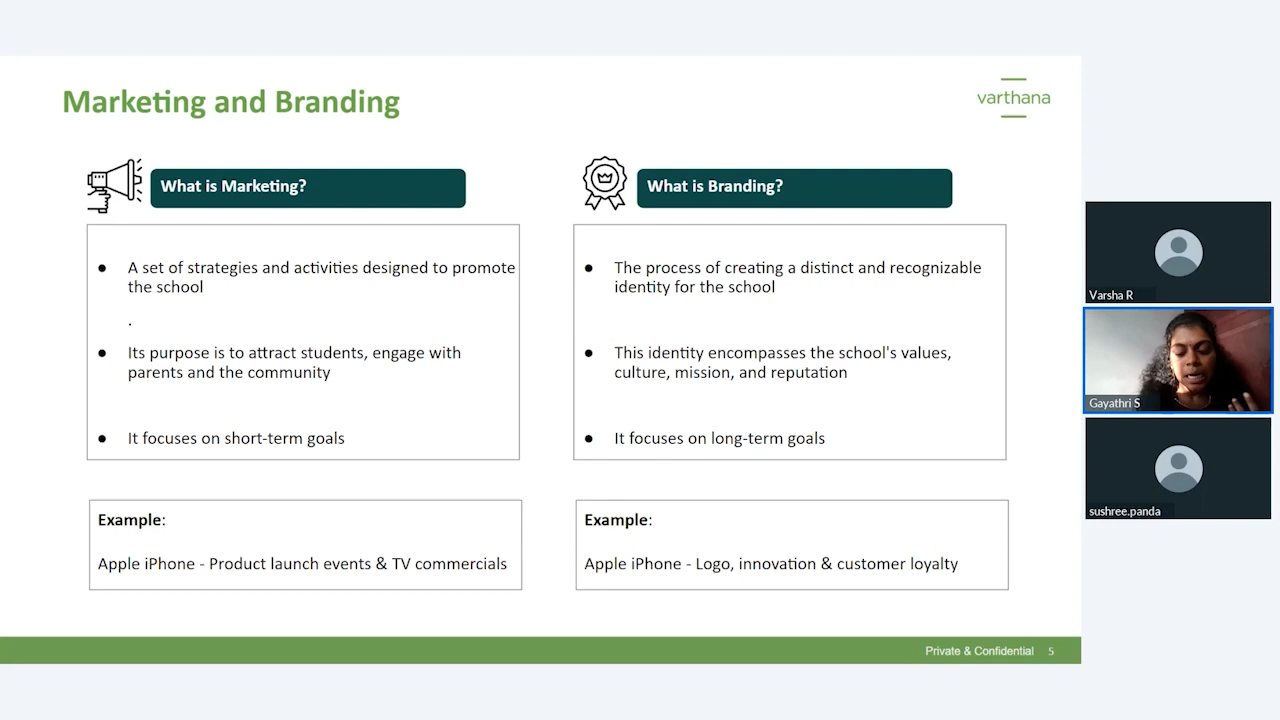 Marketing and Branding
varthana
What is Marketing?
A set of strategies and activities designed to promote
the school
.
● Its purpose is to attract students, engage with
parents and the community
● It focuses on short-term goals
Example:
Apple iPhone - Product launch events & TV commercials
What is Branding?
● The process of creating a distinct and recognizable
identity for the school
● This identity encompasses the school's values,
culture, mission, and reputation
● It focuses on long-term goals
Example:
Apple iPhone - Logo, innovation & customer loyalty
Private & Confidential 5
Varsha R
Gayathri S
sushree.panda